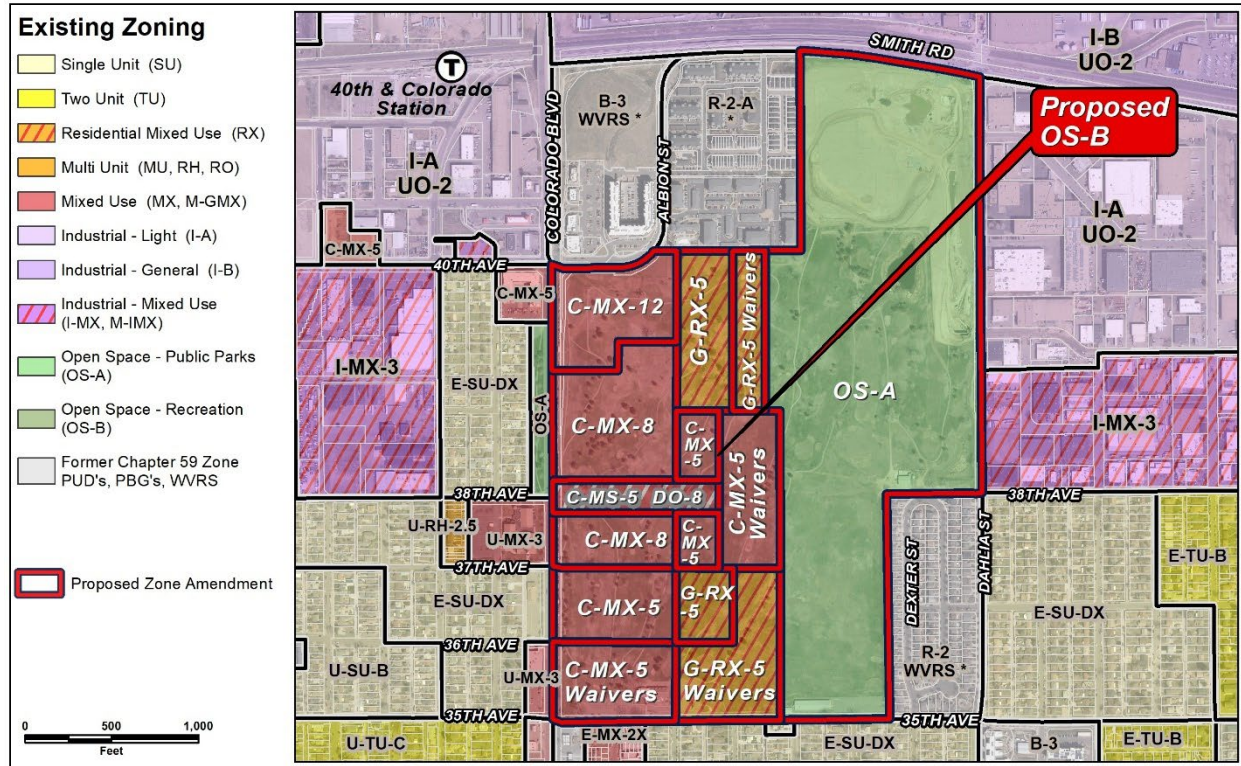 Existing Zoning
Single Unit (SU)
Two Unit (TU)
Residential Mixed Use (RX)
Multi Unit (MU, RH, RO)
Mixed Use (MX, M-GMX)
Industrial - Light (I-A)
Industrial - General (I-B)
Industrial - Mixed Use
(I-MX, M-IMX)
Open Space - Public Parks
(OS-A)
Open Space - Recreation
(OS-B)
Former Chapter 59 Zone
PUD's, PBG's, WVRS
Proposed Zone Amendment
0 500 1,000
Feet
T
40th & Colorado
Station
I-A
UO-2
COLORADO BLVD
B-3
WVRS *
ALBION ST
R-2-A
*
SMITH RD
I-B
UO-2
Proposed
OS-B
I-A
UO-2
C-MX-5
40TH AVE
C-MX-5
C-MX-12
G-RX-5
G-RX-5 Waivers
I-MX-3
E-SU-DX
OS-A
C-MX-8
C-
MX
-5
C-MX-5
Waivers
OS-A
I-MX-3
38TH AVE
C-MS-5/ DO-8
38TH AVE
U-RH-2.5
U-MX-3
C-MX-8
C-
MX
-5
37TH AVE
E-SU-DX
C-MX-5
G-RX
-5
DEXTER ST
DAHLIA ST
E-TU-B
E-SU-DX
36TH AVE
U-SU-B
U-MX-3
C-MX-5
Waivers
G-RX-5
Waivers
R-2
WVRS *
35TH AVE
35TH AVE
U-TU-C
E-MX-2X
E-SU-DX
B-3
E-TU-B